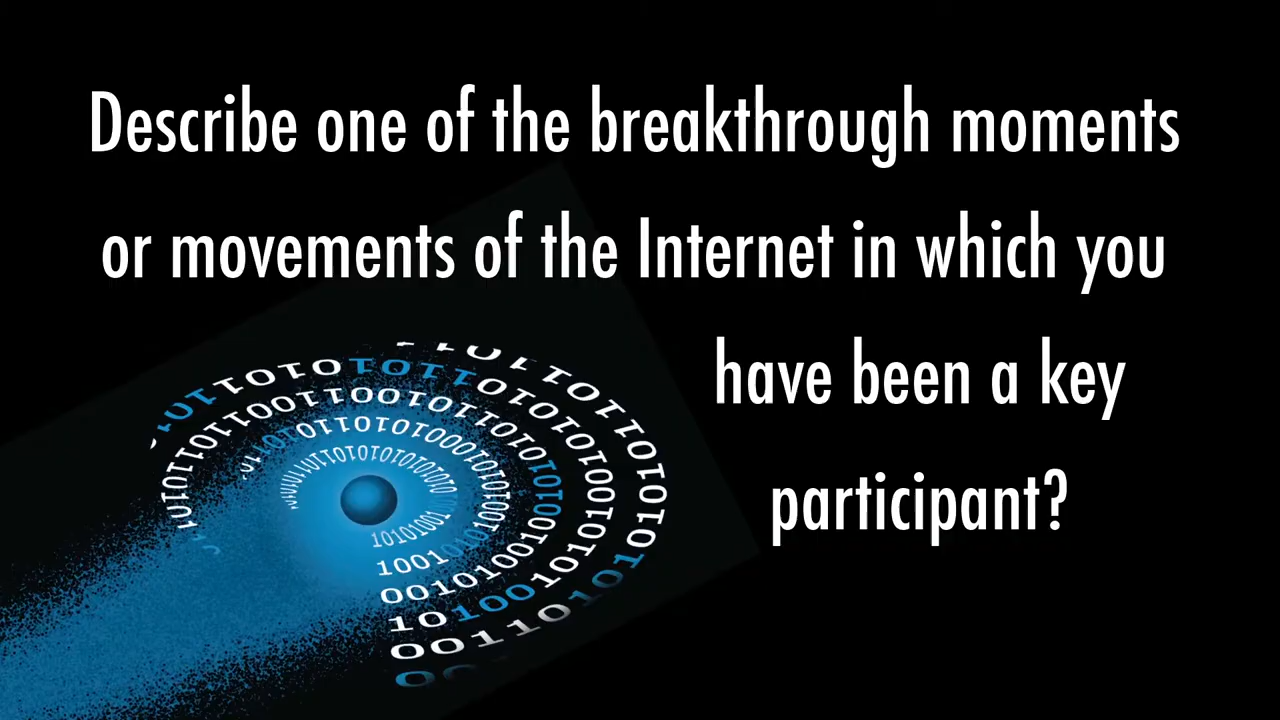 Describe one of the breakthrough moments
or movements of the Internet in which you
have been a key
participant?